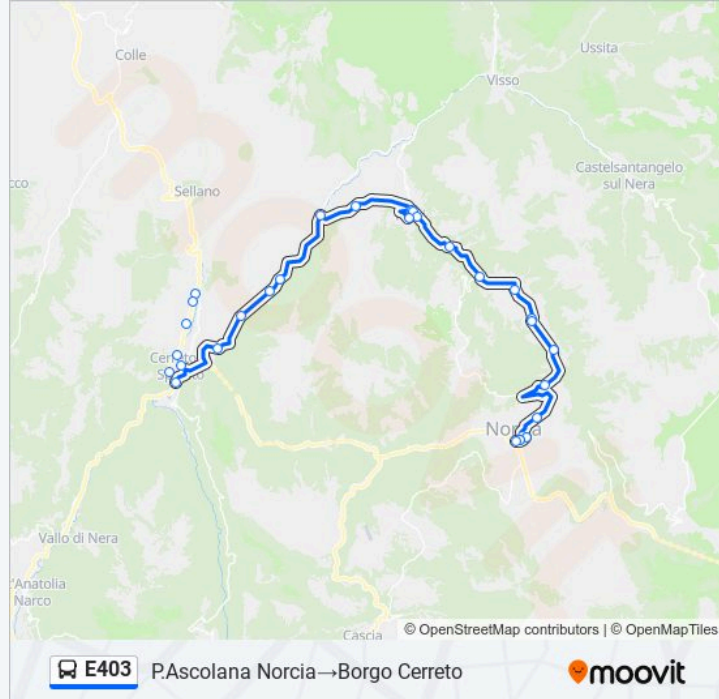 Colle
Ussita
Visso
Castelsantangelo
sul Nera
cco
Sellano
Cerreto
Norcia
Vallo di Nera
'Anatolia
Narco
Cascia
© OpenStreetMap contributors | © OpenMapTiles
E403 P.Ascolana Norcia→Borgo Cerreto
moovit